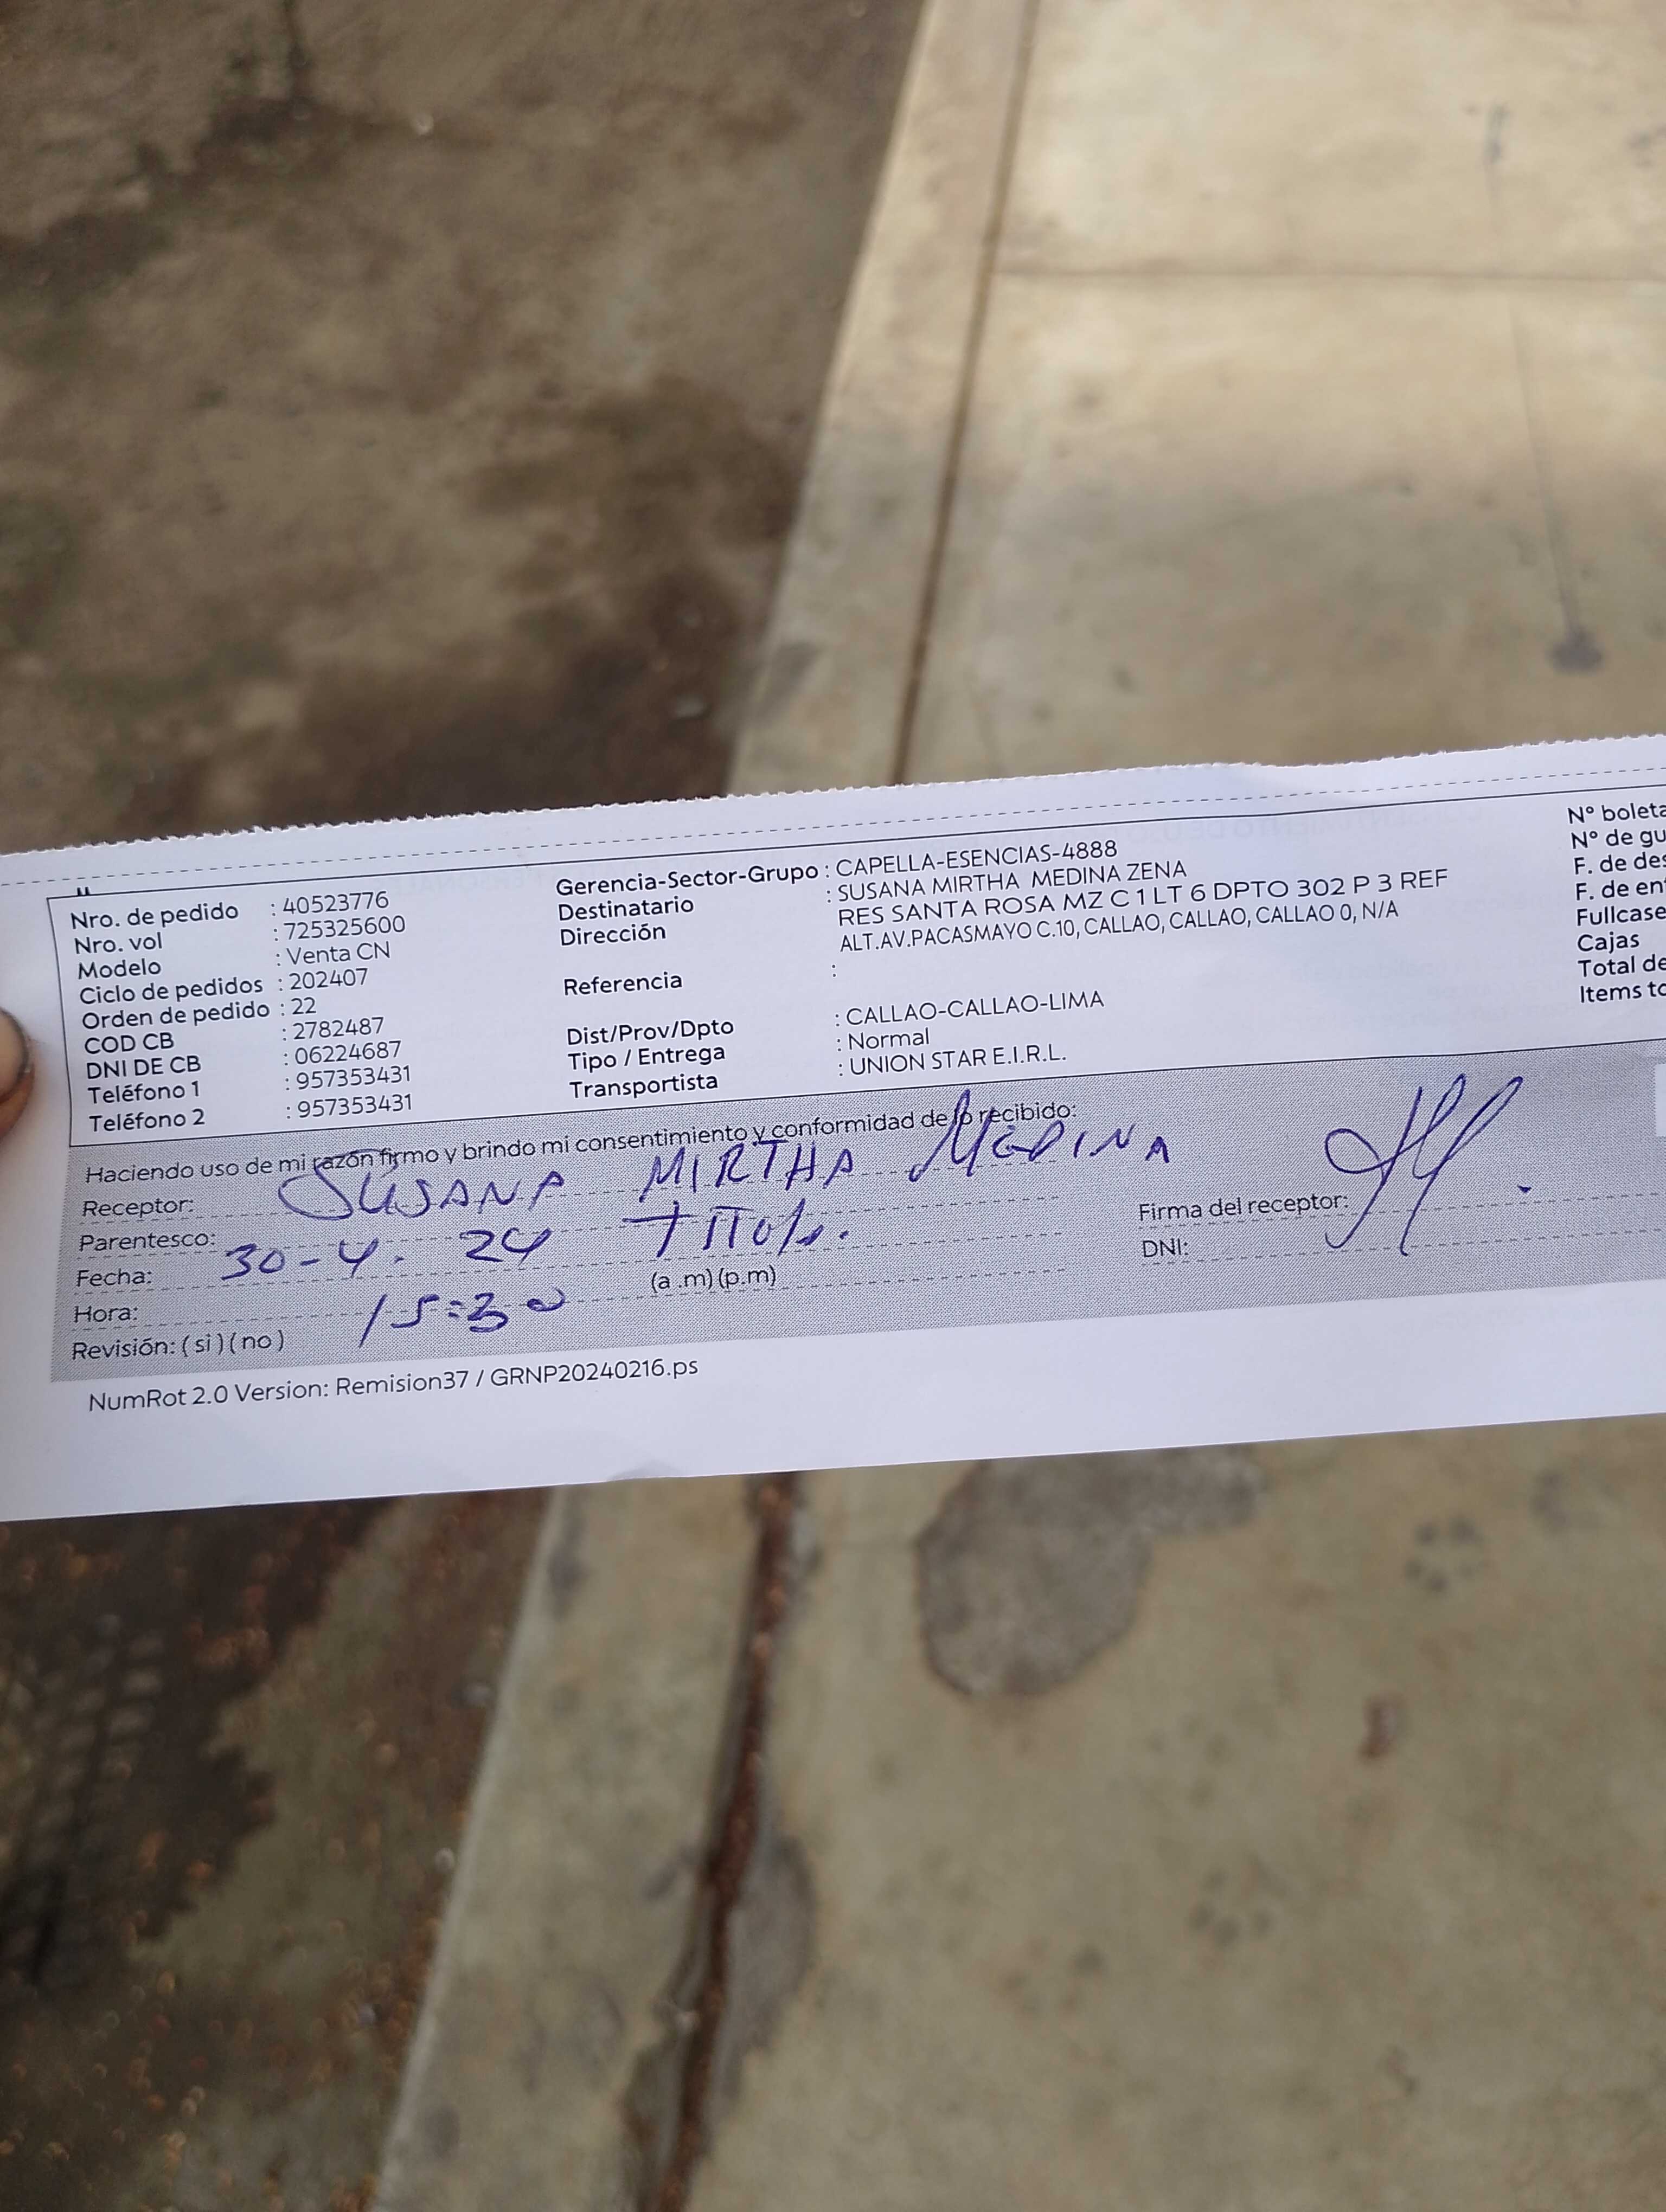 Nro. de pedido : 40523776
Nro. vol : 725325600
Modelo : Venta CN
Ciclo de pedidos : 202407
Orden de pedido : 22
COD CB : 2782487
DNI DE CB : 06224687
Teléfono 1 : 957353431
Teléfono 2 : 957353431
Gerencia-Sector-Grupo : CAPELLA-ESENCIAS-4888
Destinatario : SUSANA MIRTHA MEDINA ZENA
Dirección RES SANTA ROSA MZ C 1 LT 6 DPTO 302 P 3 REF
ALT.AV.PACASMAYO C.10, CALLAO, CALLAO, CALLAO 0, N/A
Referencia :
Dist/Prov/Dpto : CALLAO-CALLAO-LIMA
Tipo / Entrega : Normal
Transportista : UNION STAR E.I.R.L.
Nº boleta
Nº de gu
F. de des
F. de en
Fullcase
Cajas
Total de
Items to
Haciendo uso de mi razón firmo y brindo mi consentimiento y conformidad de lo recibido:
Receptor: SUSANA MIRTHA MEDINA
Parentesco:
Fecha: 30-4. 24
Hora: 15:30 (a .m) (p.m)
Revisión: ( si ) ( no )
Firma del receptor:
DNI:
NumRot 2.0 Version: Remision37 / GRNP20240216.ps